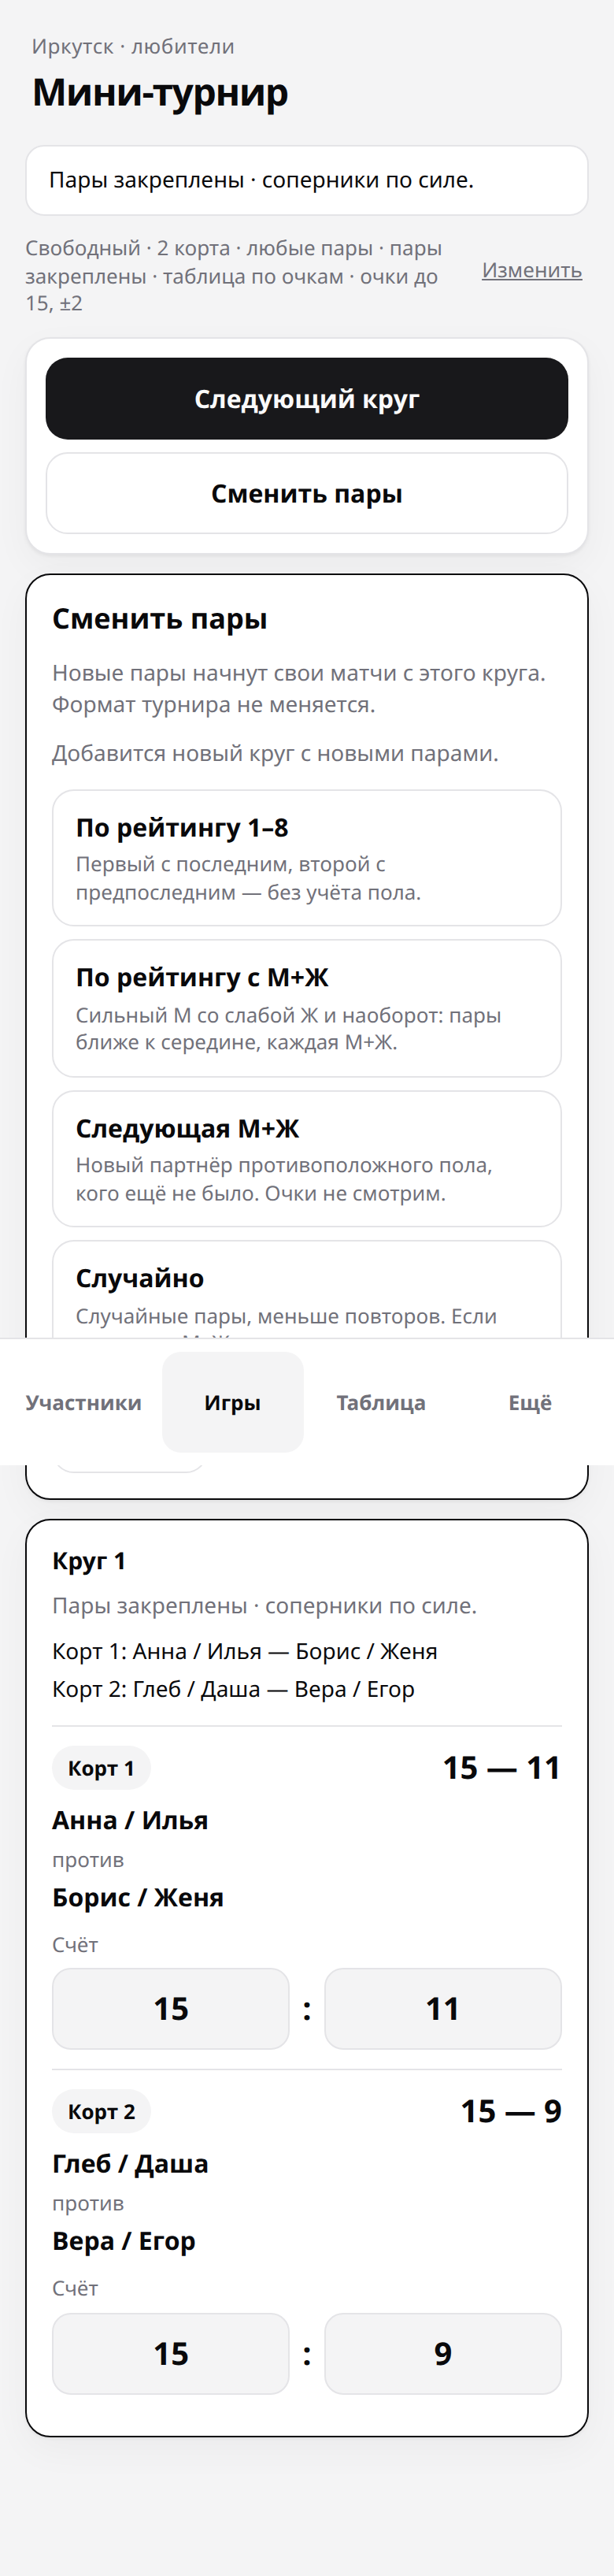 Иркутск · любители
Мини-турнир
Пары закреплены · соперники по силе.
Свободный · 2 корта · любые пары · пары
закреплены · таблица по очкам · очки до
15, ±2
Изменить
Следующий круг
Сменить пары
Сменить пары
Новые пары начнут свои матчи с этого круга.
Формат турнира не меняется.
Добавится новый круг с новыми парами.
По рейтингу 1–8
Первый с последним, второй с
предпоследним — без учёта пола.
По рейтингу с М+Ж
Сильный М со слабой Ж и наоборот: пары
ближе к середине, каждая М+Ж.
Следующая М+Ж
Новый партнёр противоположного пола,
кого ещё не было. Очки не смотрим.
Случайно
Случайные пары, меньше повторов. Если
Участники
Игры
Таблица
Ещё
Круг 1
Пары закреплены · соперники по силе.
Корт 1: Анна / Илья — Борис / Женя
Корт 2: Глеб / Даша — Вера / Егор
Корт 1
15 — 11
Анна / Илья
против
Борис / Женя
Счёт
15 : 11
Корт 2
15 — 9
Глеб / Даша
против
Вера / Егор
Счёт
15 : 9